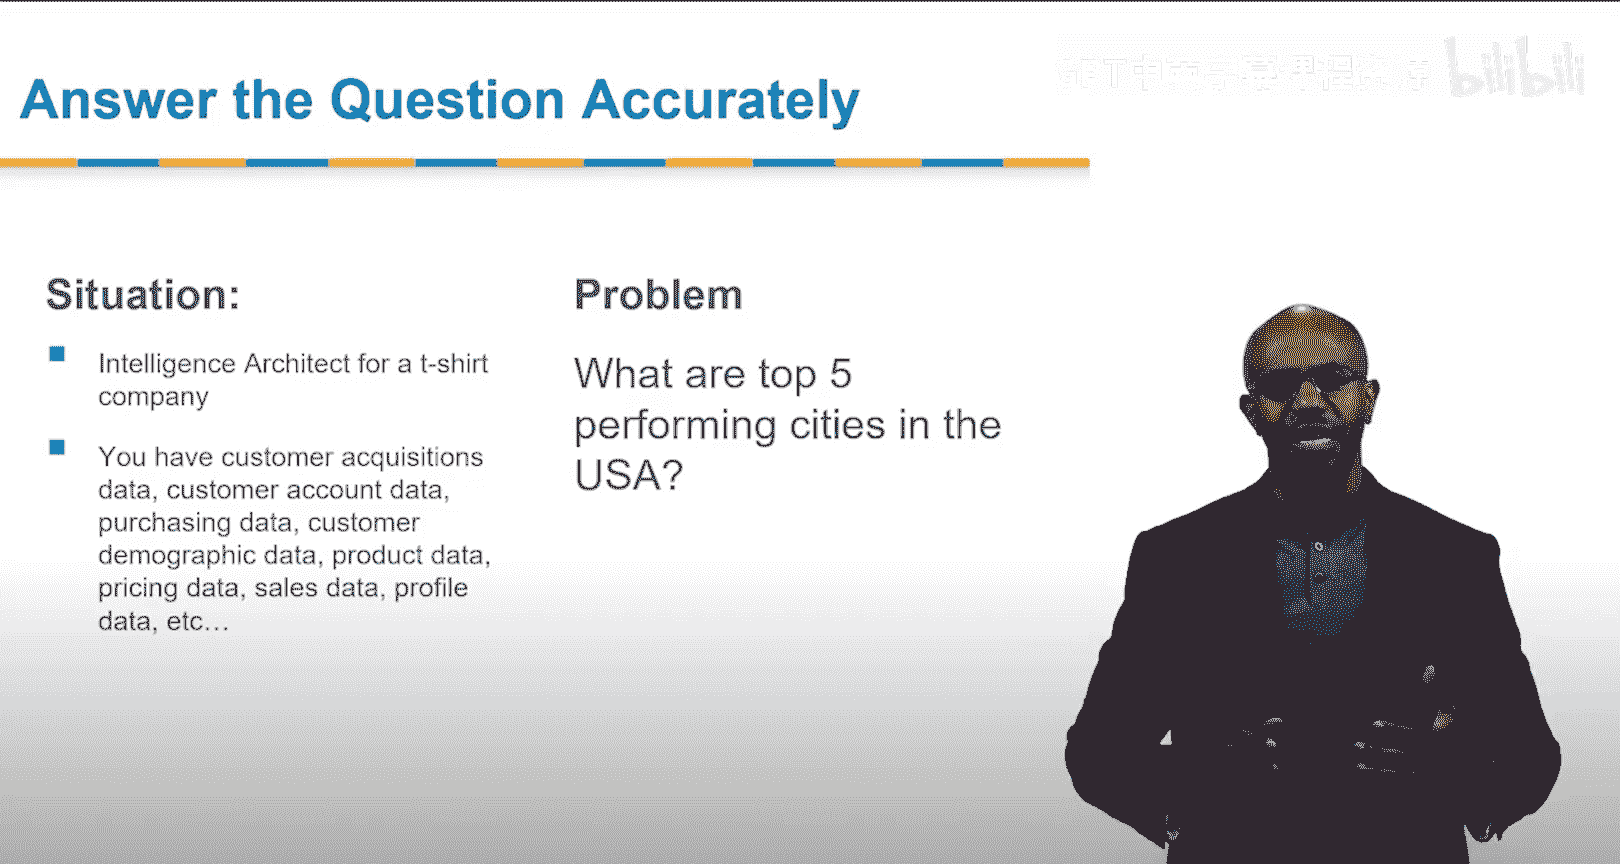 Answer the Question Accurately
bilibili
Situation:
Intelligence Architect for a t-shirt
company
You have customer acquisitions
data, customer account data,
purchasing data, customer
demographic data, product data,
pricing data, sales data, profile
data, etc...
Problem
What are top 5
performing cities in the
USA?